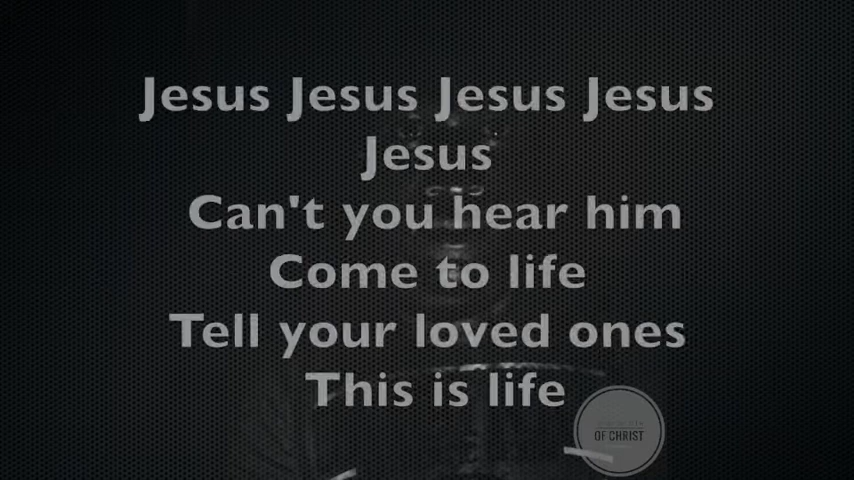 Jesus Jesus Jesus Jesus
Jesus
Can't you hear him
Come to life
Tell your loved ones
This is life
OF CHRIST